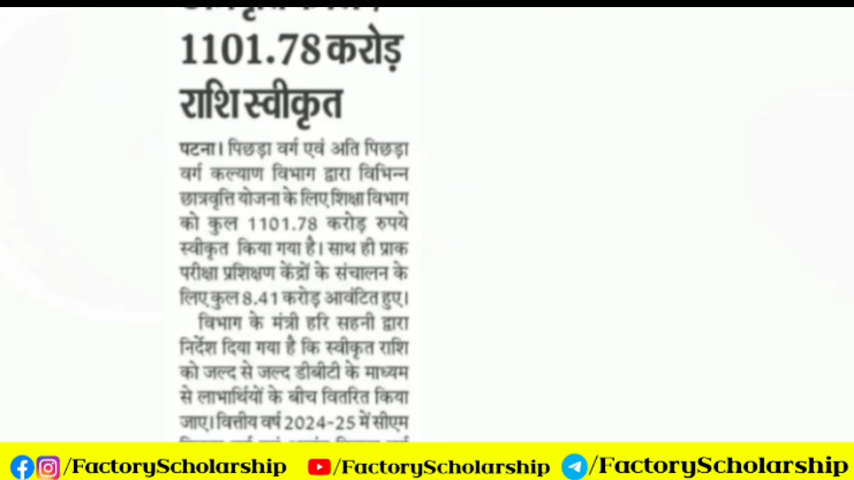 1101.78 करोड़
राशि स्वीकृत
पटना। पिछड़ा वर्ग एवं अति पिछड़ा
वर्ग कल्याण विभाग द्वारा विभिन्न
छात्रवृत्ति योजना के लिए शिक्षा विभाग
को कुल 1101.78 करोड़ रुपये
स्वीकृत किया गया है। साथ ही प्राक
परीक्षा प्रशिक्षण केंद्रों के संचालन के
लिए कुल 8.41 करोड़ आवंटित हुए।
विभाग के मंत्री हरि सहनी द्वारा
निर्देश दिया गया है कि स्वीकृत राशि
को जल्द से जल्द डीबीटी के माध्यम
से लाभार्थियों के बीच वितरित किया
जाए। वित्तीय वर्ष 2024-25 में सीएम
/FactoryScholarship /FactoryScholarship /FactoryScholarship